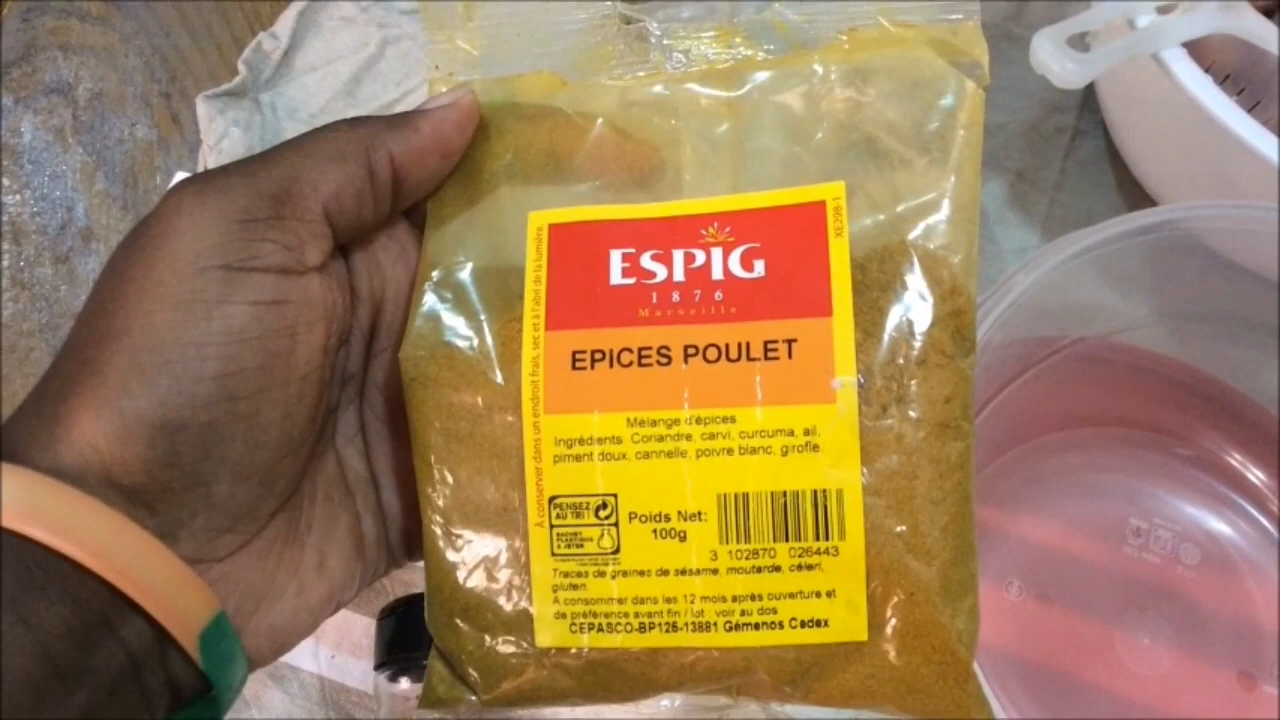 XE298-1
A conserver dans un endroit frais, sec et à l'abri de la lumière.
ESPIG
1876
Marseille
EPICES POULET
Mélange d'épices
Ingrédients Coriandre, carvi, curcuma, ail,
piment doux, cannelle, poivre blanc, girofle.
PENSEZ
AU TRI !
SACHET
PLASTIQUE
A JETER
Poids Net:
100g
3 102870 026443
Traces de graines de sésame, moutarde, céleri,
gluten.
A consommer dans les 12 mois après ouverture et
de préférence avant fin / lot : voir au dos
CEPASCO-BP125-13881 Gémenos Cedex